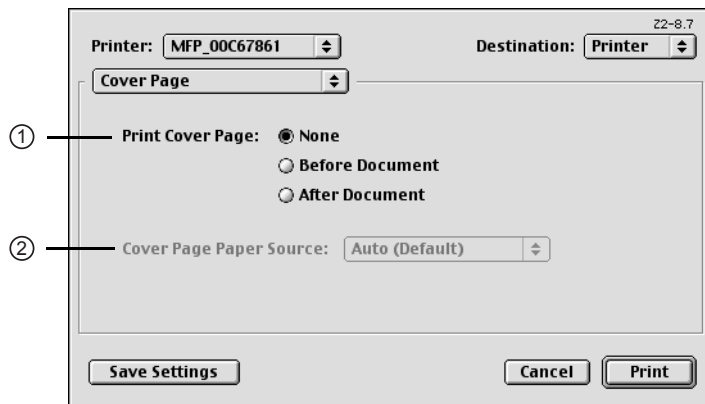 Z2-8.7
Printer: MFP_00C67861 Destination: Printer
Cover Page
① Print Cover Page: None
Before Document
After Document
② Cover Page Paper Source: Auto (Default)
Save Settings Cancel Print